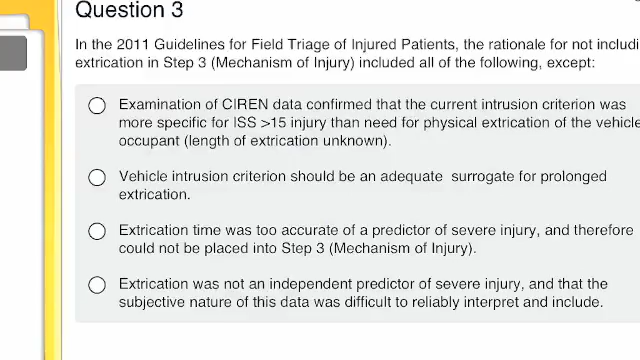 Question 3
In the 2011 Guidelines for Field Triage of Injured Patients, the rationale for not includi
extrication in Step 3 (Mechanism of Injury) included all of the following, except:
Examination of CIREN data confirmed that the current intrusion criterion was
more specific for ISS >15 injury than need for physical extrication of the vehicle
occupant (length of extrication unknown).
Vehicle intrusion criterion should be an adequate surrogate for prolonged
extrication.
Extrication time was too accurate of a predictor of severe injury, and therefore
could not be placed into Step 3 (Mechanism of Injury).
Extrication was not an independent predictor of severe injury, and that the
subjective nature of this data was difficult to reliably interpret and include.